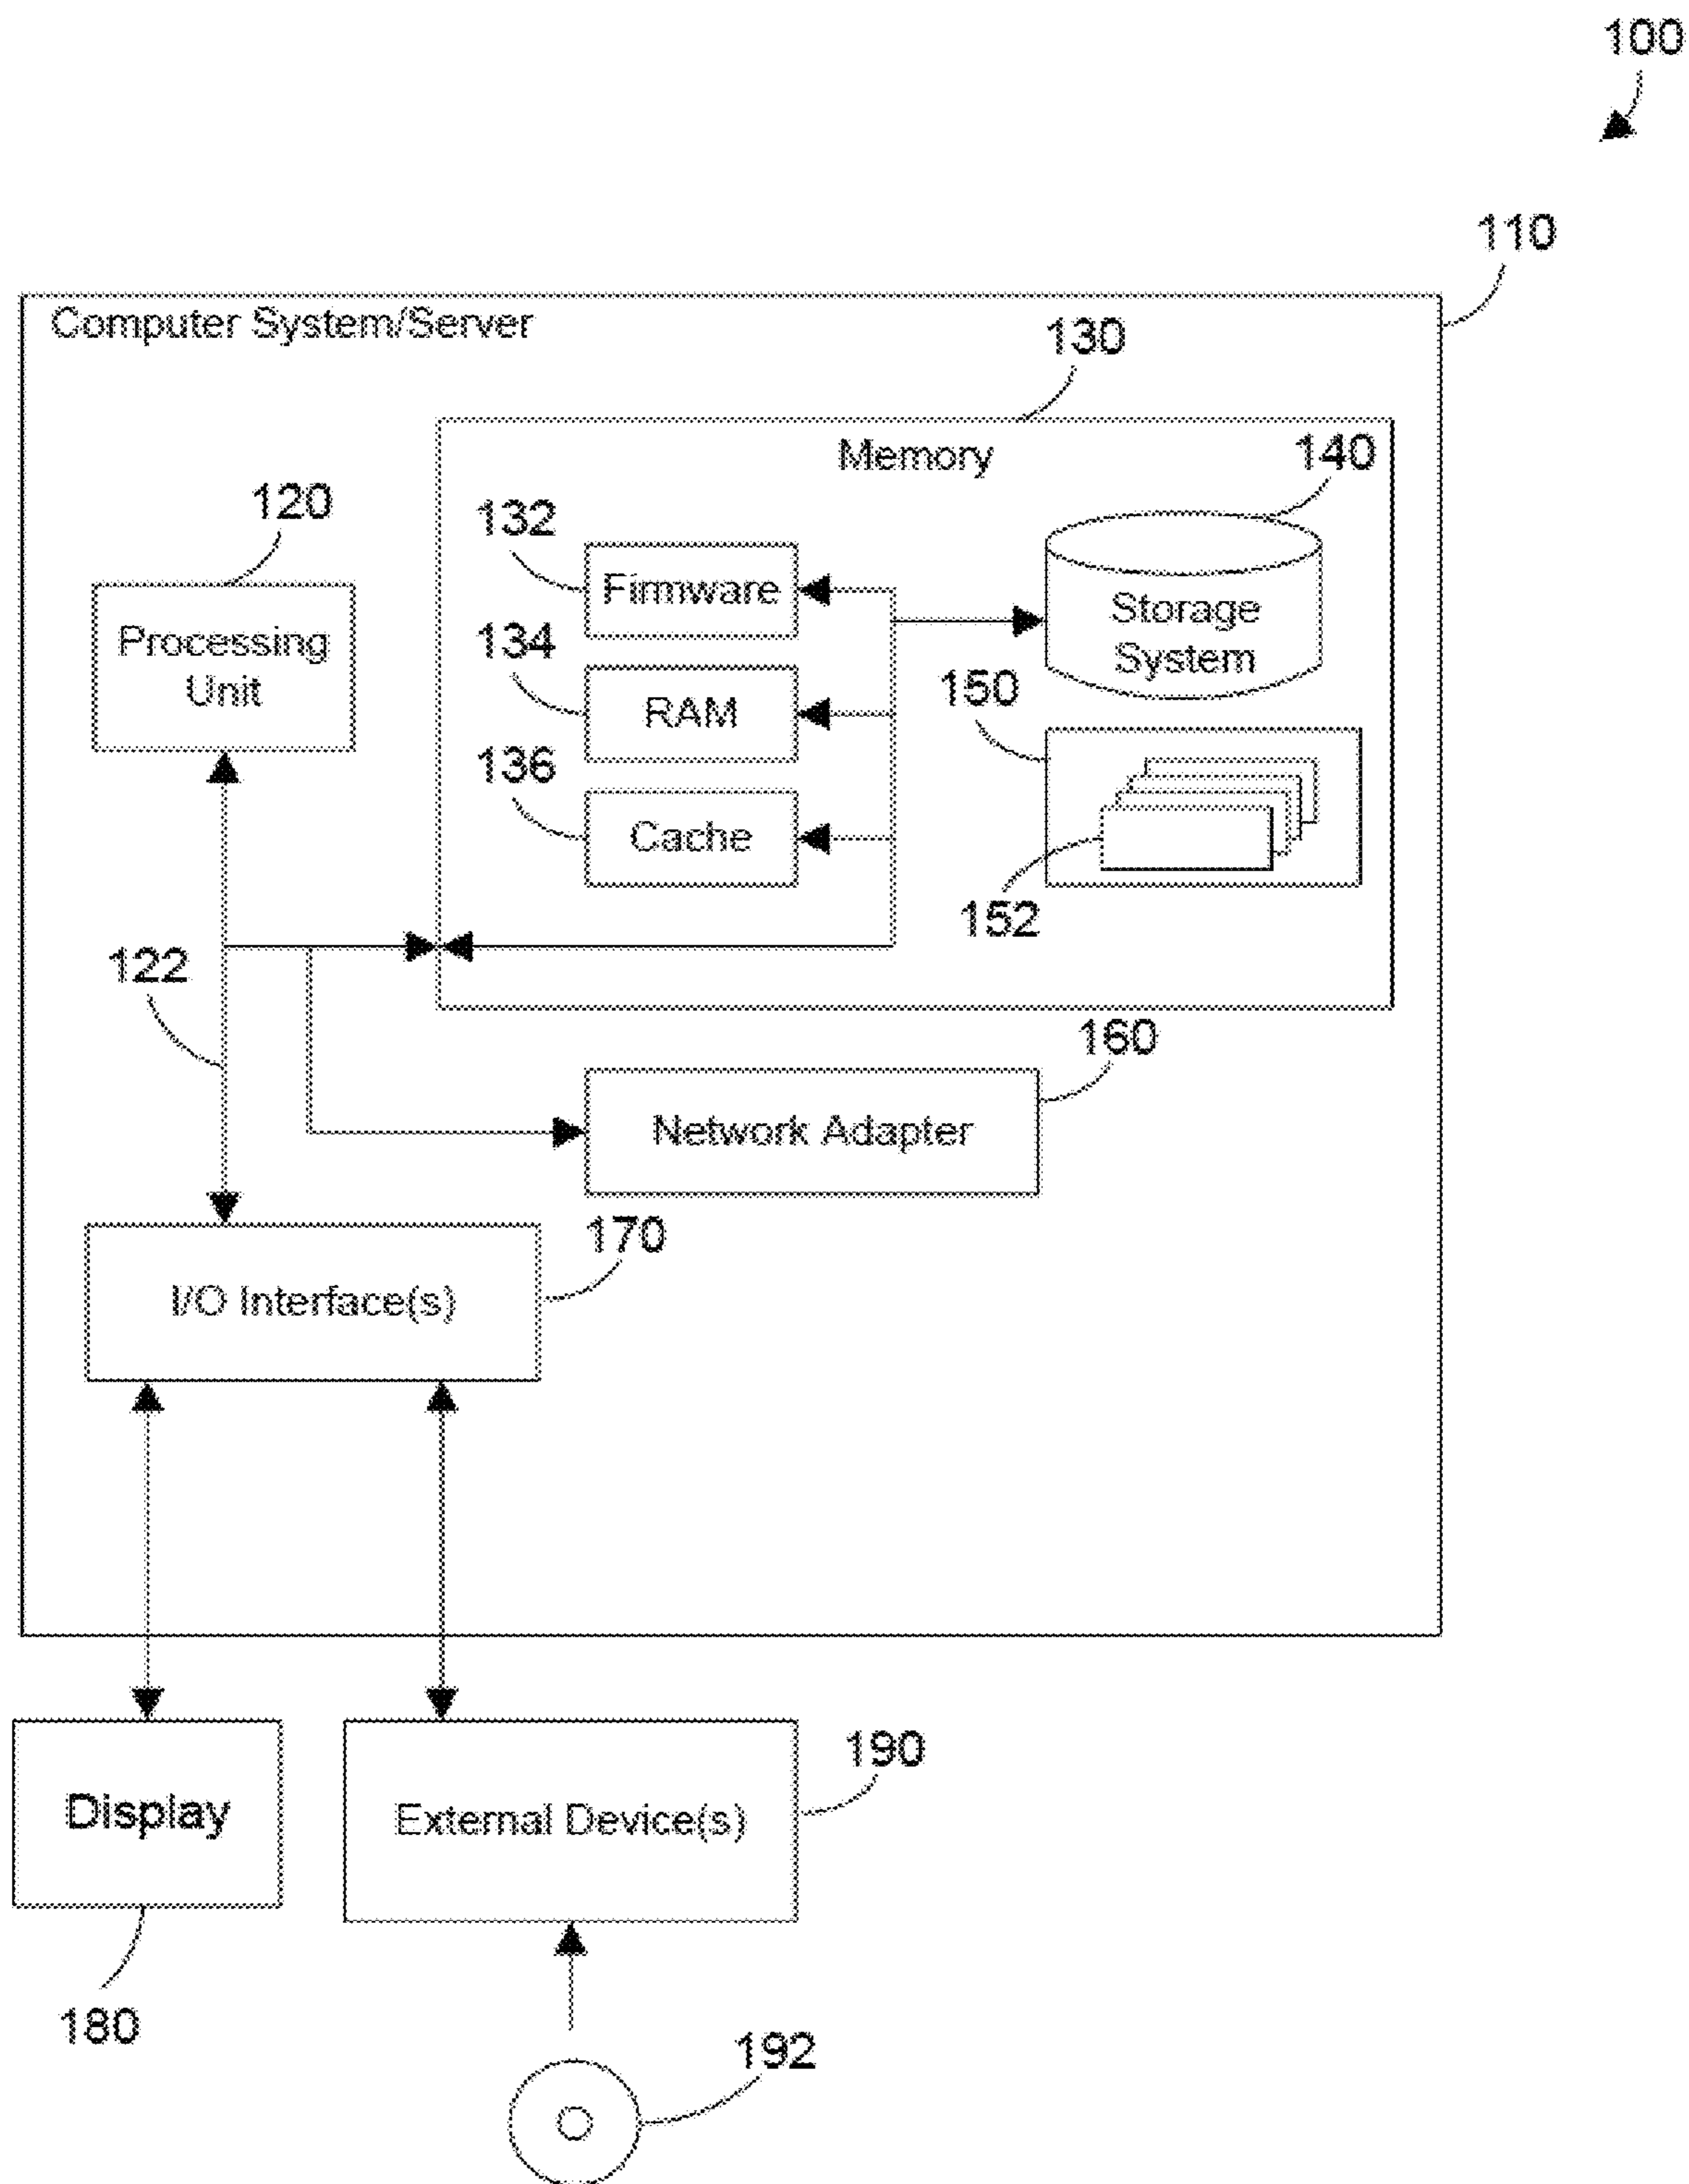 100
110
Computer System/Server
130
Memory
140
120
132
Firmware
Processing
Unit
Storage
System
134
RAM
150
136
Cache
152
122
160
Network Adapter
170
I/O Interface(s)
190
Display
External Device(s)
180
192